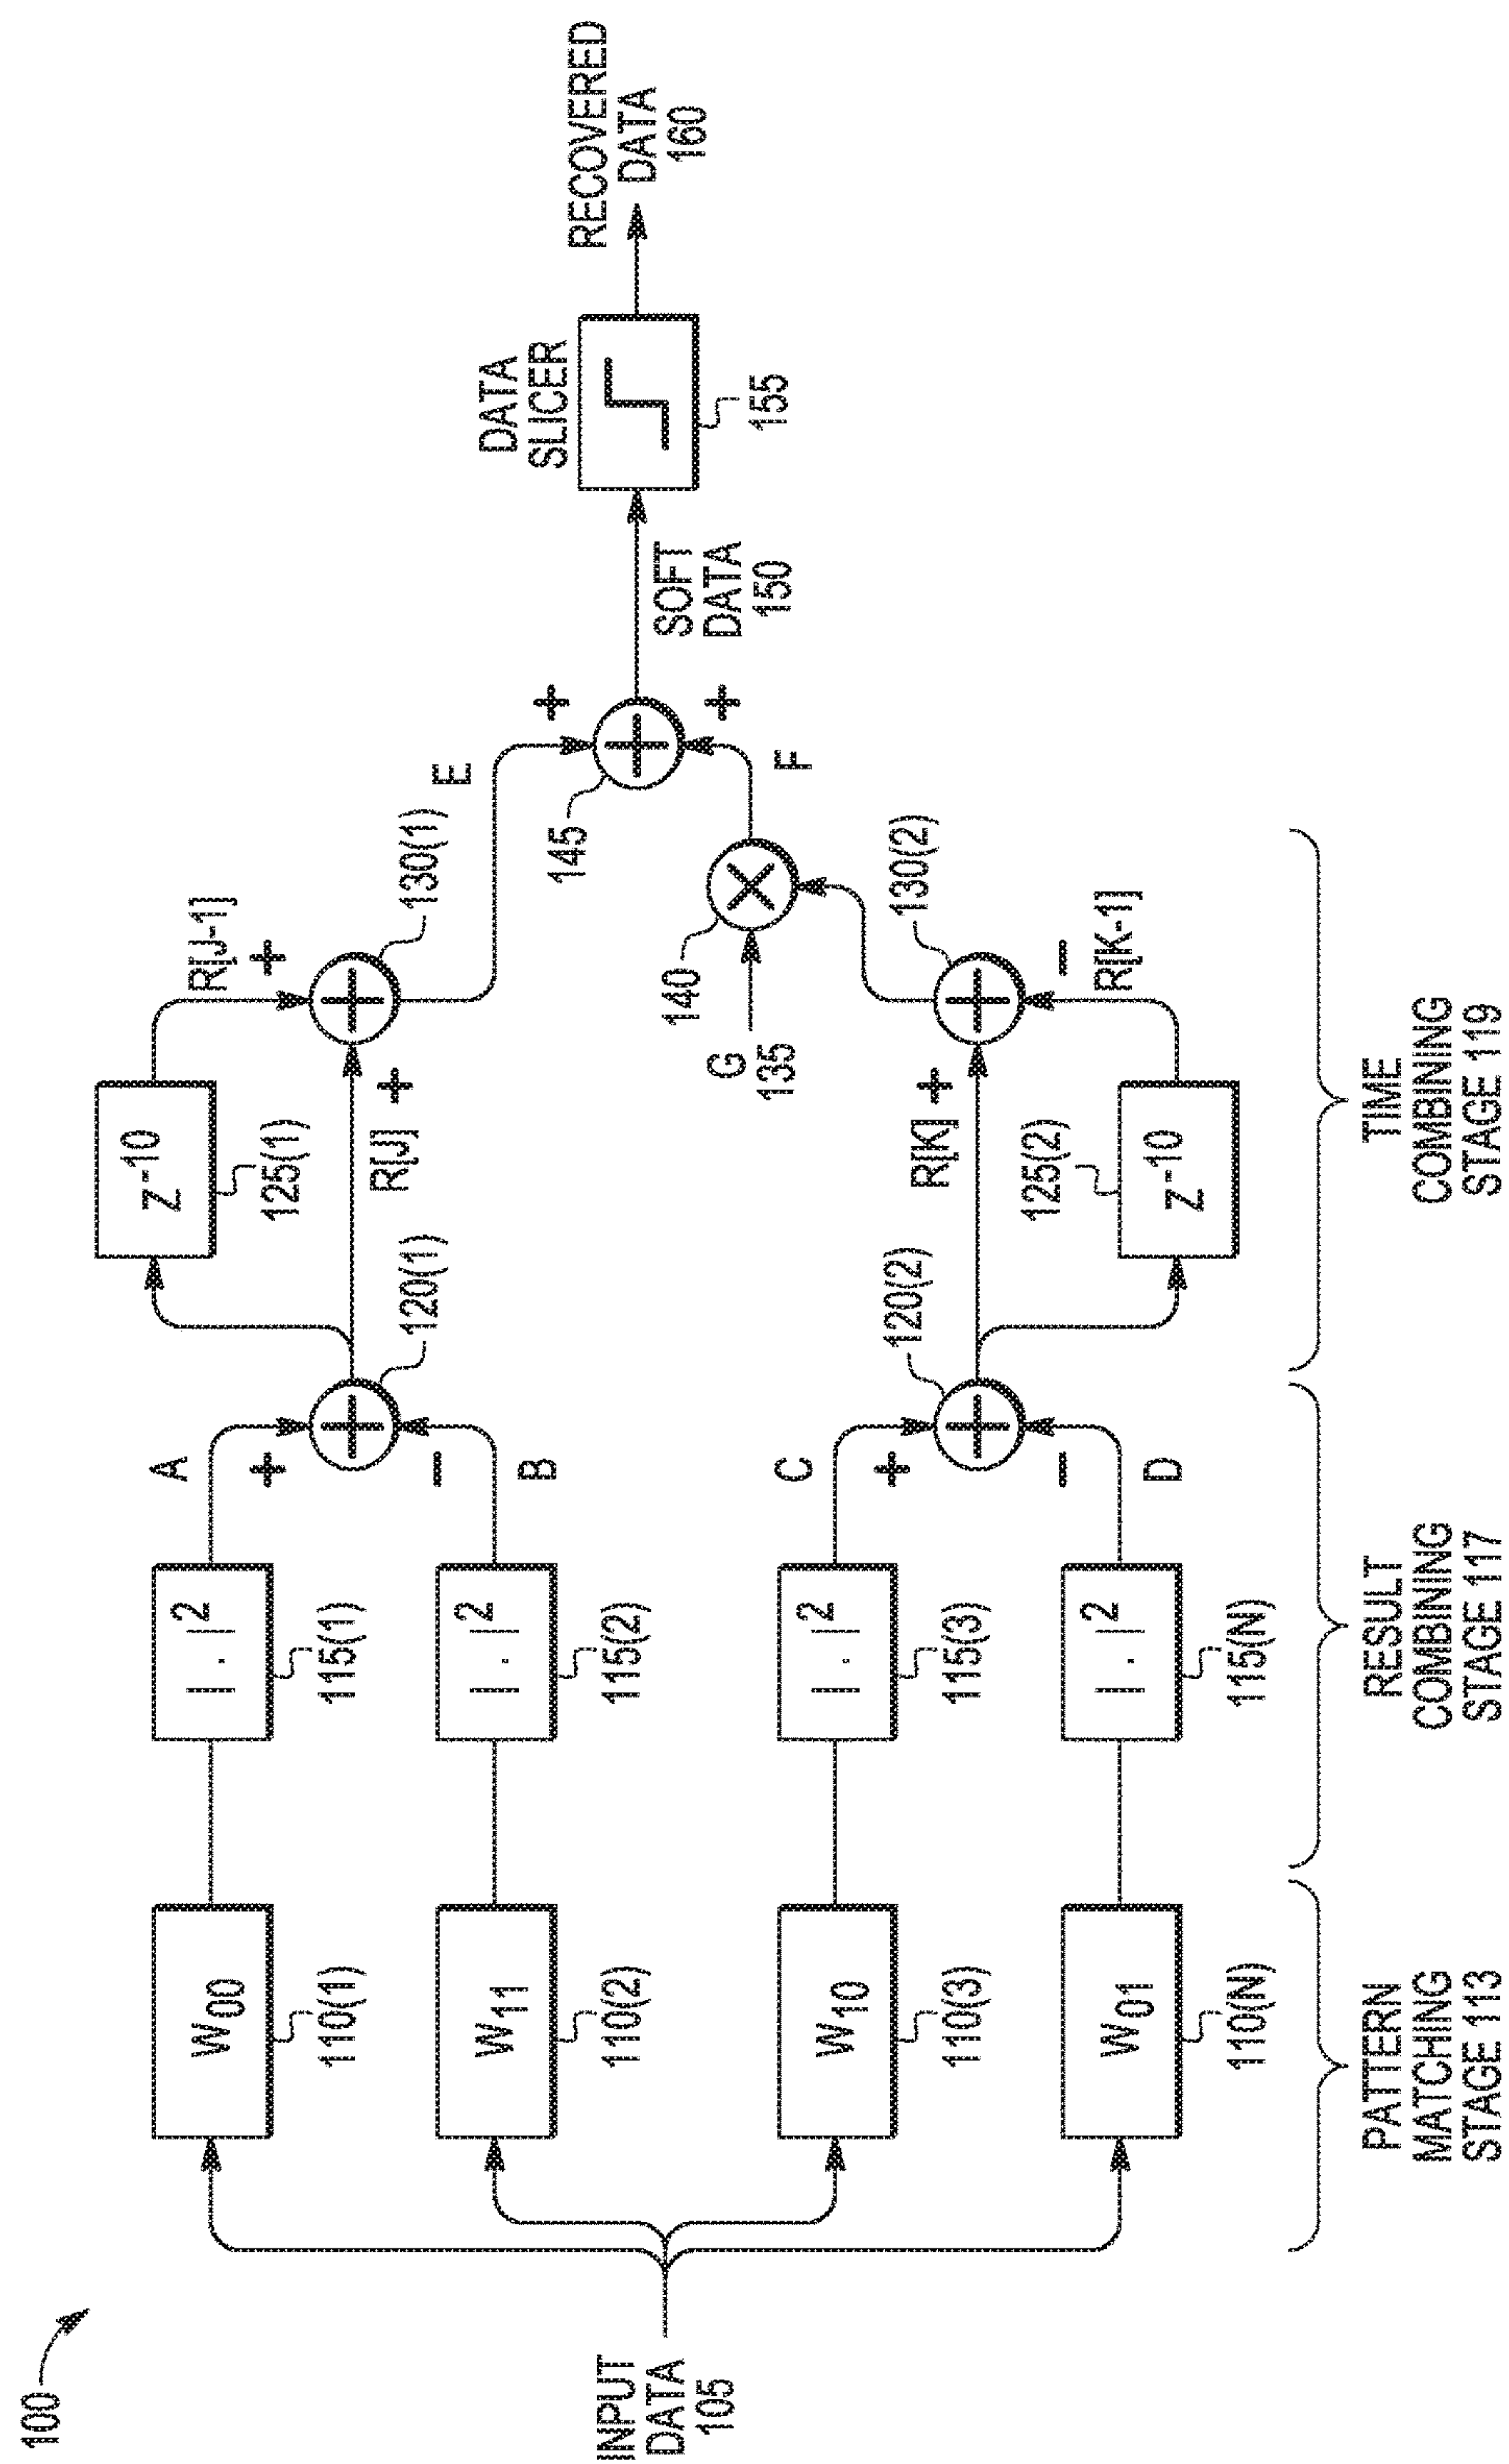 100
INPUT
DATA
105
W00
110(1)
W11
110(2)
W10
110(3)
W01
110(N)
PATTERN
MATCHING
STAGE 113
|.|2
115(1)
|.|2
115(2)
|.|2
115(3)
|.|2
115(N)
A
+
-
B
120(1)
C
+
-
D
120(2)
RESULT
COMBINING
STAGE 117
Z-10
125(1)
R[J]
+
R[J-1]
+
130(1)
R[K]
+
Z-10
125(2)
R[K-1]
-
130(2)
G
135
140
TIME
COMBINING
STAGE 119
E
F
+
+
145
SOFT
DATA
150
DATA
SLICER
155
RECOVERED
DATA
160